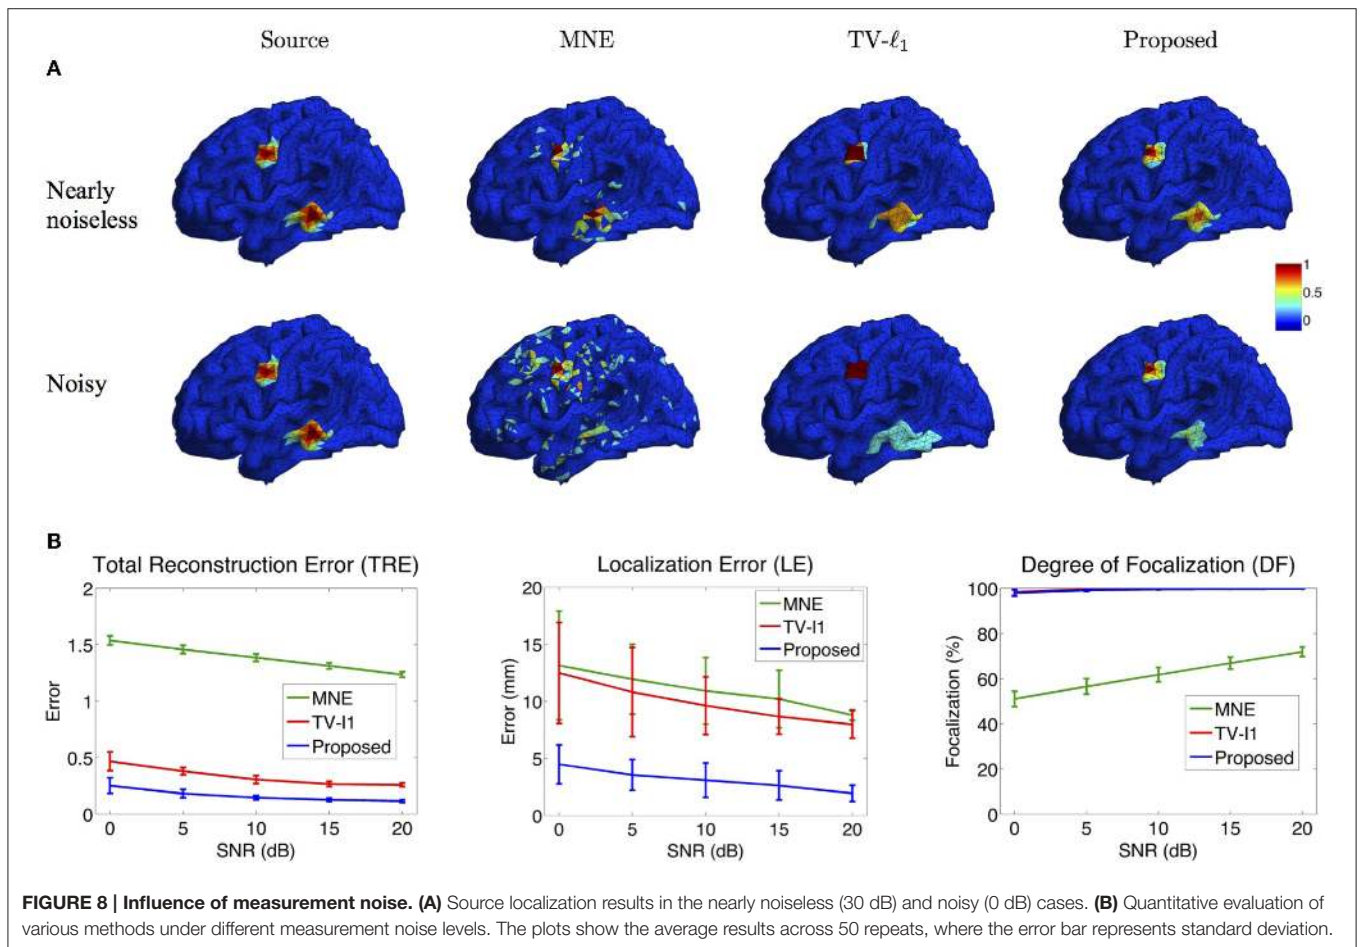 Source MNE TV-ℓ₁ Proposed
A
Nearly
noiseless
1
0.5
0
Noisy
B
Total Reconstruction Error (TRE)
2
1.5
1
0.5
0
Error
MNE
TV-l1
Proposed
0 5 10 15 20
SNR (dB)
Localization Error (LE)
20
15
10
5
0
Error (mm)
MNE
TV-l1
Proposed
0 5 10 15 20
SNR (dB)
Degree of Focalization (DF)
100
80
60
40
20
0
Focalization (%)
MNE
TV-l1
Proposed
0 5 10 15 20
SNR (dB)
FIGURE 8 | Influence of measurement noise. (A) Source localization results in the nearly noiseless (30 dB) and noisy (0 dB) cases. (B) Quantitative evaluation of
various methods under different measurement noise levels. The plots show the average results across 50 repeats, where the error bar represents standard deviation.